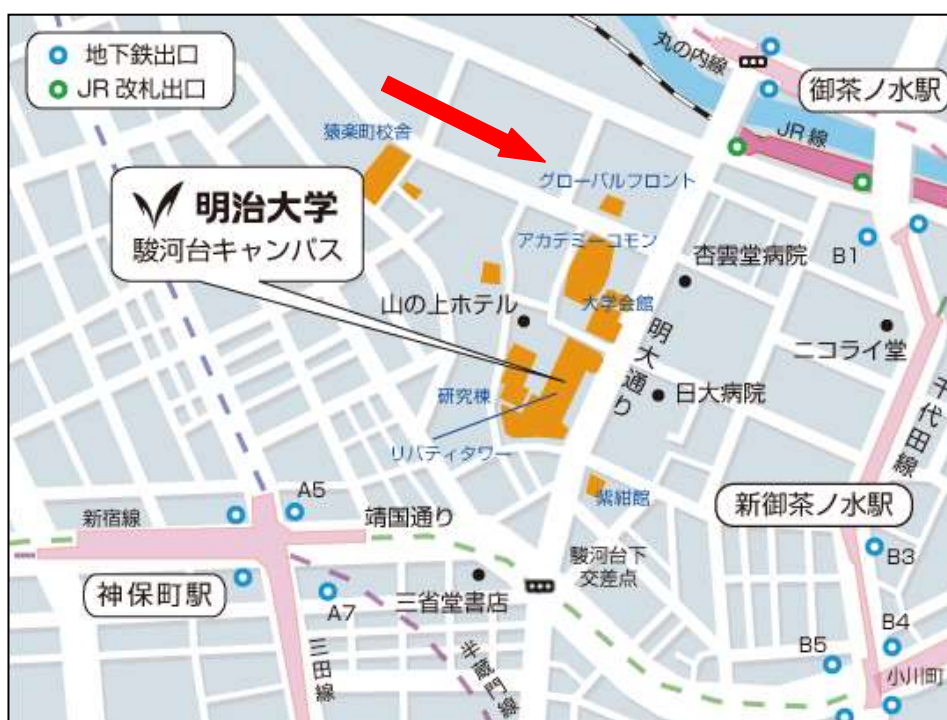 地下鉄出口
JR改札出口
丸の内線
御茶ノ水駅
JR線
猿楽町校舎
グローバルフロント
明治大学
駿河台キャンパス
アカデミーコモン
杏雲堂病院
B1
山の上ホテル
大学会館
ニコライ堂
明大通り
日大病院
千代田線
研究棟
リバティタワー
紫紺館
新御茶ノ水駅
A5
新宿線
靖国通り
駿河台下
交差点
B3
神保町駅
A7
三省堂書店
三田線
半蔵門線
B4
B5
小川町